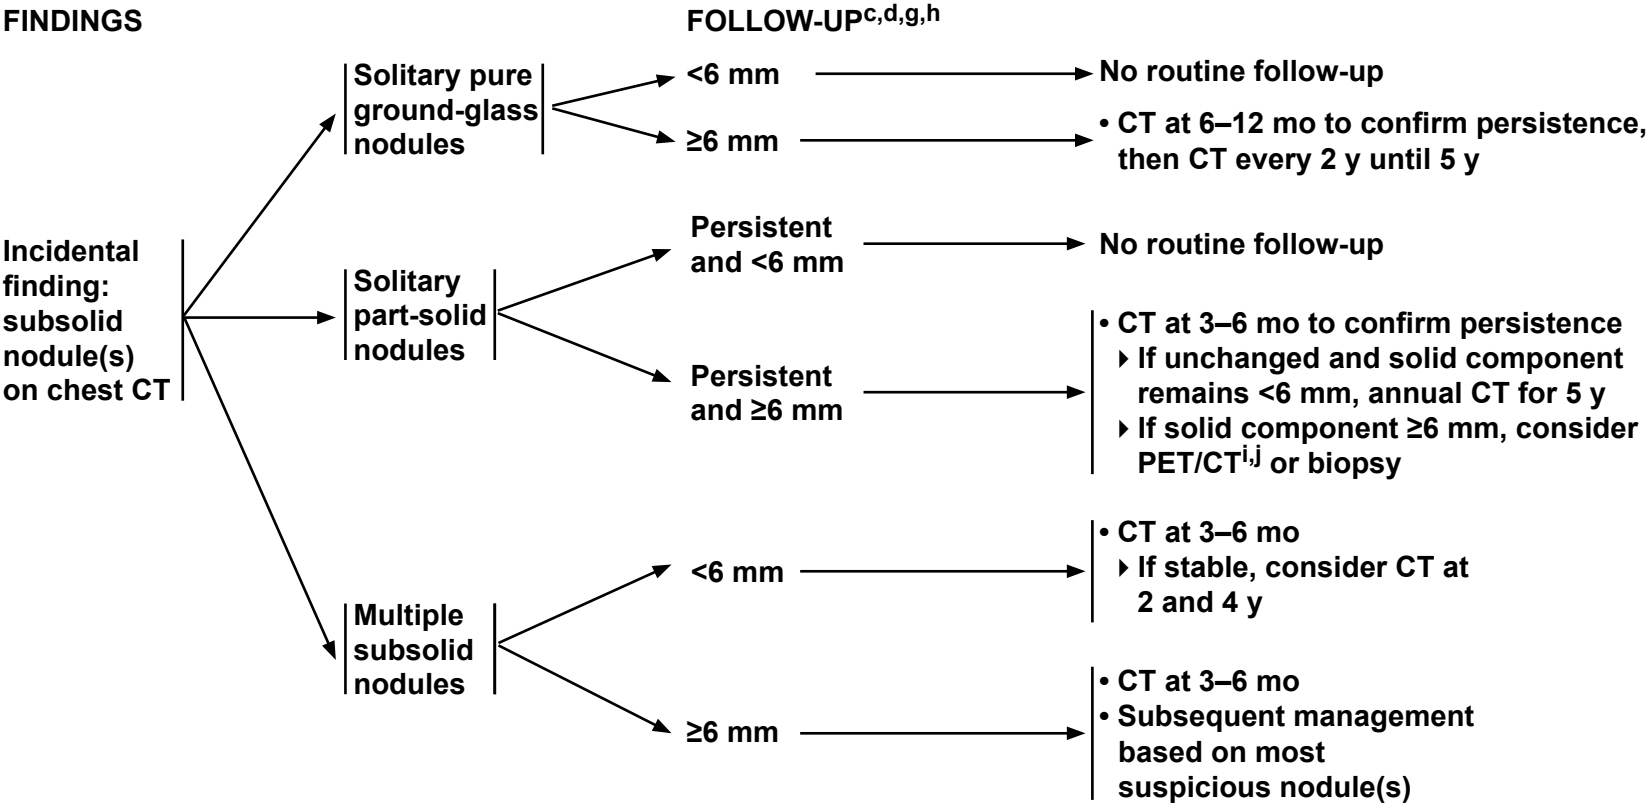 FINDINGS
FOLLOW-UPc,d,g,h
Incidental
finding:
subsolid
nodule(s)
on chest CT
Solitary pure
ground-glass
nodules
<6 mm
No routine follow-up
≥6 mm
• CT at 6–12 mo to confirm persistence,
then CT every 2 y until 5 y
Solitary
part-solid
nodules
Persistent
and <6 mm
No routine follow-up
Persistent
and ≥6 mm
• CT at 3–6 mo to confirm persistence
▸ If unchanged and solid component
remains <6 mm, annual CT for 5 y
▸ If solid component ≥6 mm, consider
PET/CTi,j or biopsy
Multiple
subsolid
nodules
<6 mm
• CT at 3–6 mo
▸ If stable, consider CT at
2 and 4 y
≥6 mm
• CT at 3–6 mo
• Subsequent management
based on most
suspicious nodule(s)